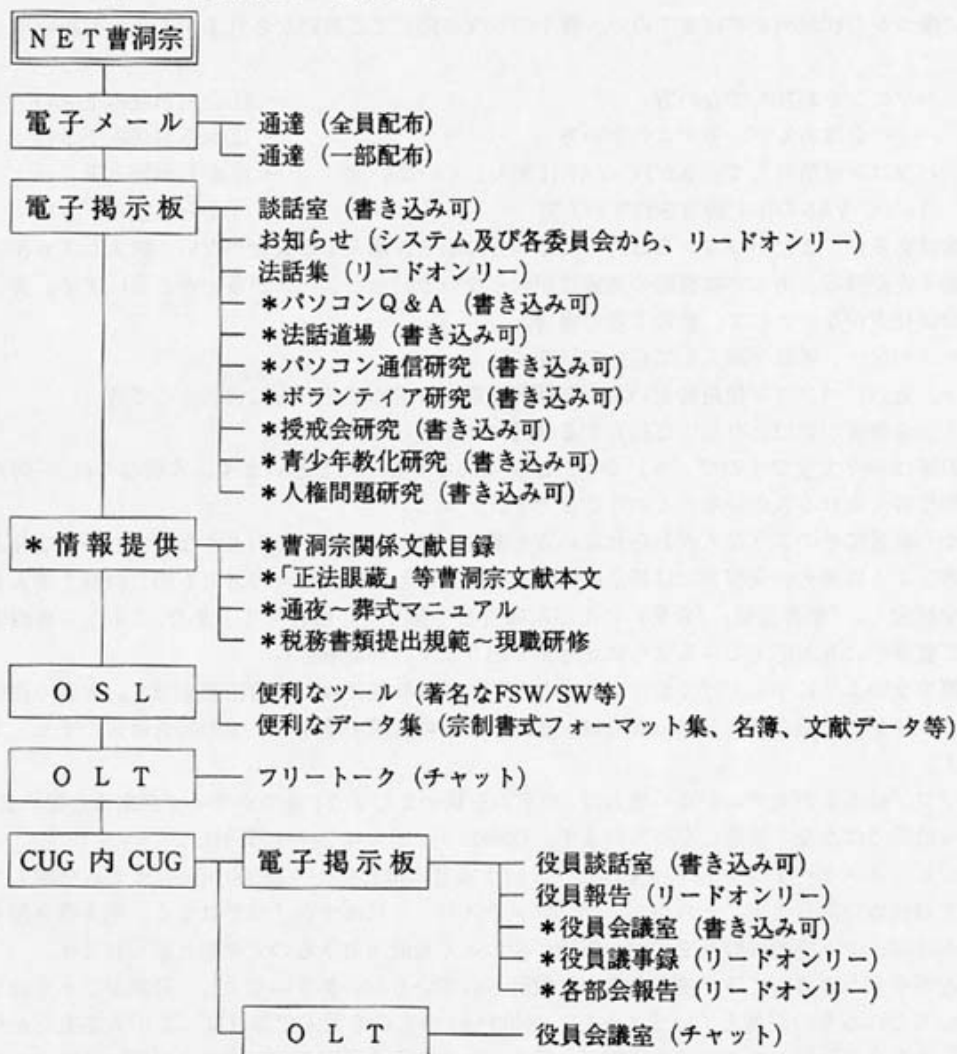 NET曹洞宗
電子メール 通達（全員配布）
通達（一部配布）
電子掲示板 談話室（書き込み可）
お知らせ（システム及び各委員会から、リードオンリー）
法話集（リードオンリー）
＊パソコンQ＆A（書き込み可）
＊法話道場（書き込み可）
＊パソコン通信研究（書き込み可）
＊ボランティア研究（書き込み可）
＊授戒会研究（書き込み可）
＊青少年教化研究（書き込み可）
＊人権問題研究（書き込み可）
＊情報提供 ＊曹洞宗関係文献目録
＊「正法眼蔵』等曹洞宗文献本文
＊通夜～葬式マニュアル
＊税務書類提出規範～現職研修
OSL 便利なツール（著名なFSW/SW等）
便利なデータ集（宗制書式フォーマット集、名簿、文献データ等）
OLT フリートーク（チャット）
CUG内CUG 電子掲示板 役員談話室（書き込み可）
役員報告（リードオンリー）
＊役員会議室（書き込み可）
＊役員議事録（リードオンリー）
＊各部会報告（リードオンリー）
OLT 役員会議室（チャット）